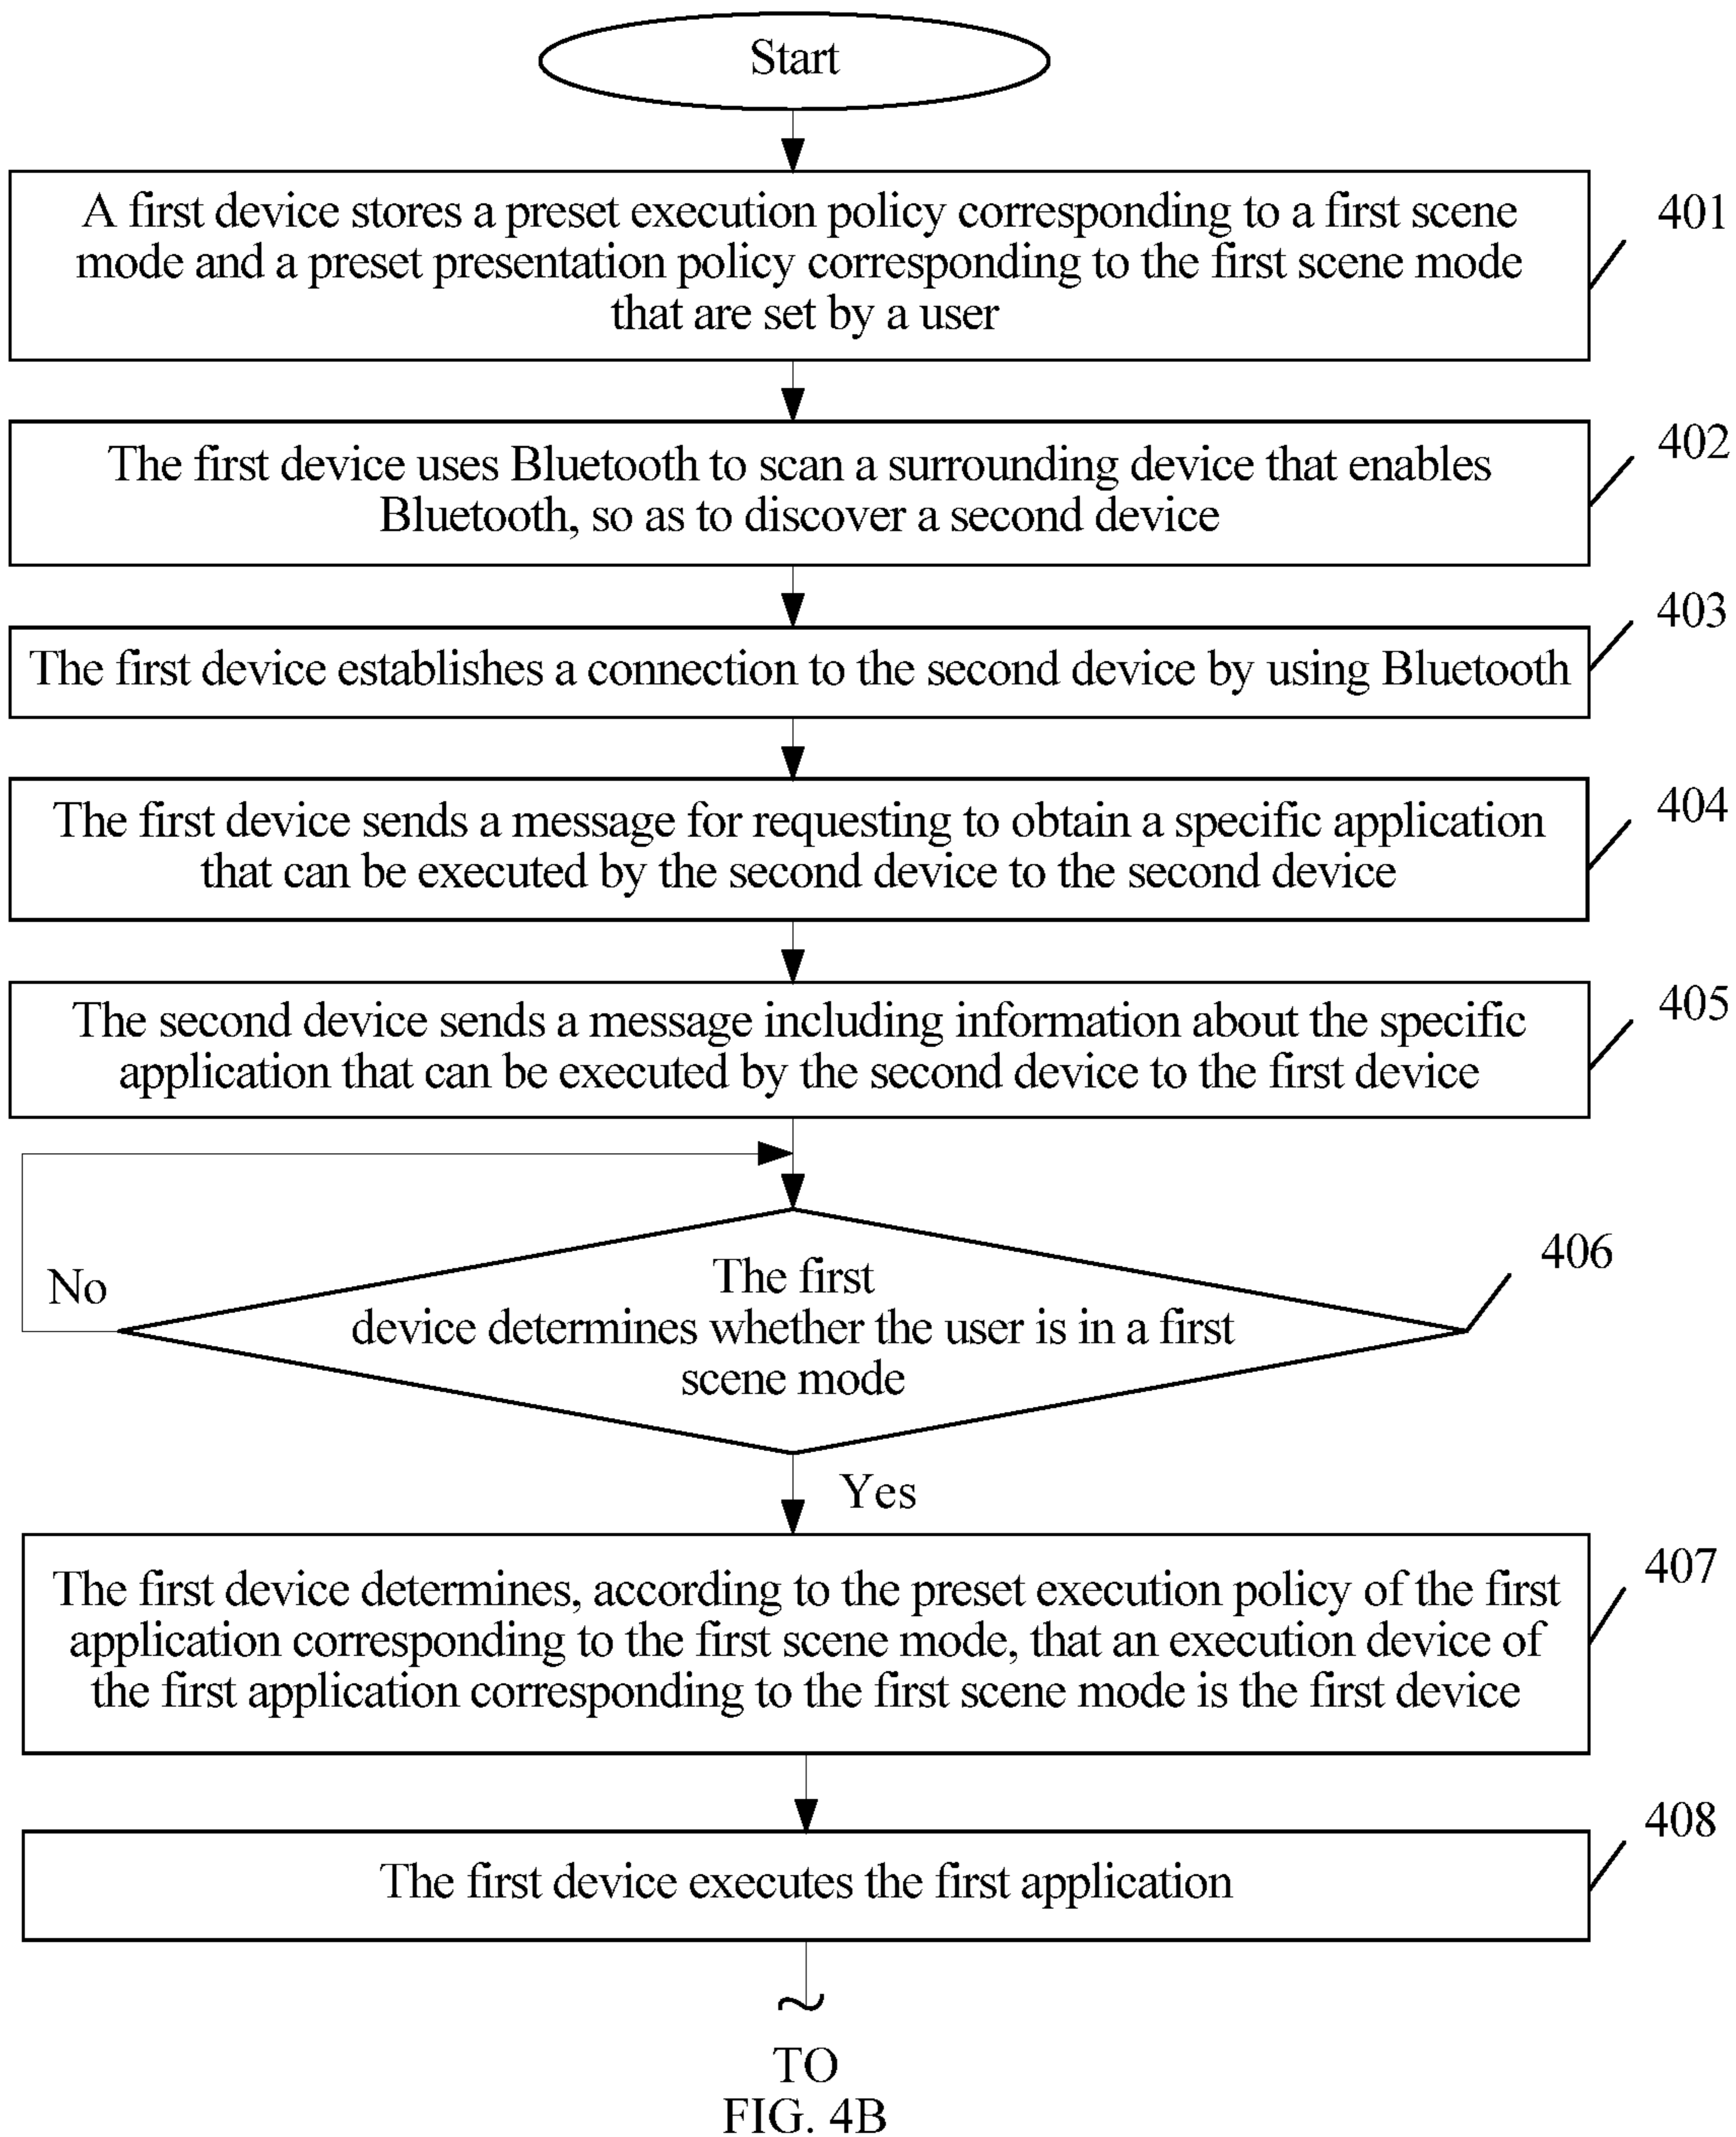 Start
A first device stores a preset execution policy corresponding to a first scene
mode and a preset presentation policy corresponding to the first scene mode
that are set by a user
401
The first device uses Bluetooth to scan a surrounding device that enables
Bluetooth, so as to discover a second device
402
The first device establishes a connection to the second device by using Bluetooth
403
The first device sends a message for requesting to obtain a specific application
that can be executed by the second device to the second device
404
The second device sends a message including information about the specific
application that can be executed by the second device to the first device
405
The first
device determines whether the user is in a first
scene mode
406
No
Yes
The first device determines, according to the preset execution policy of the first
application corresponding to the first scene mode, that an execution device of
the first application corresponding to the first scene mode is the first device
407
The first device executes the first application
408
TO
FIG. 4B